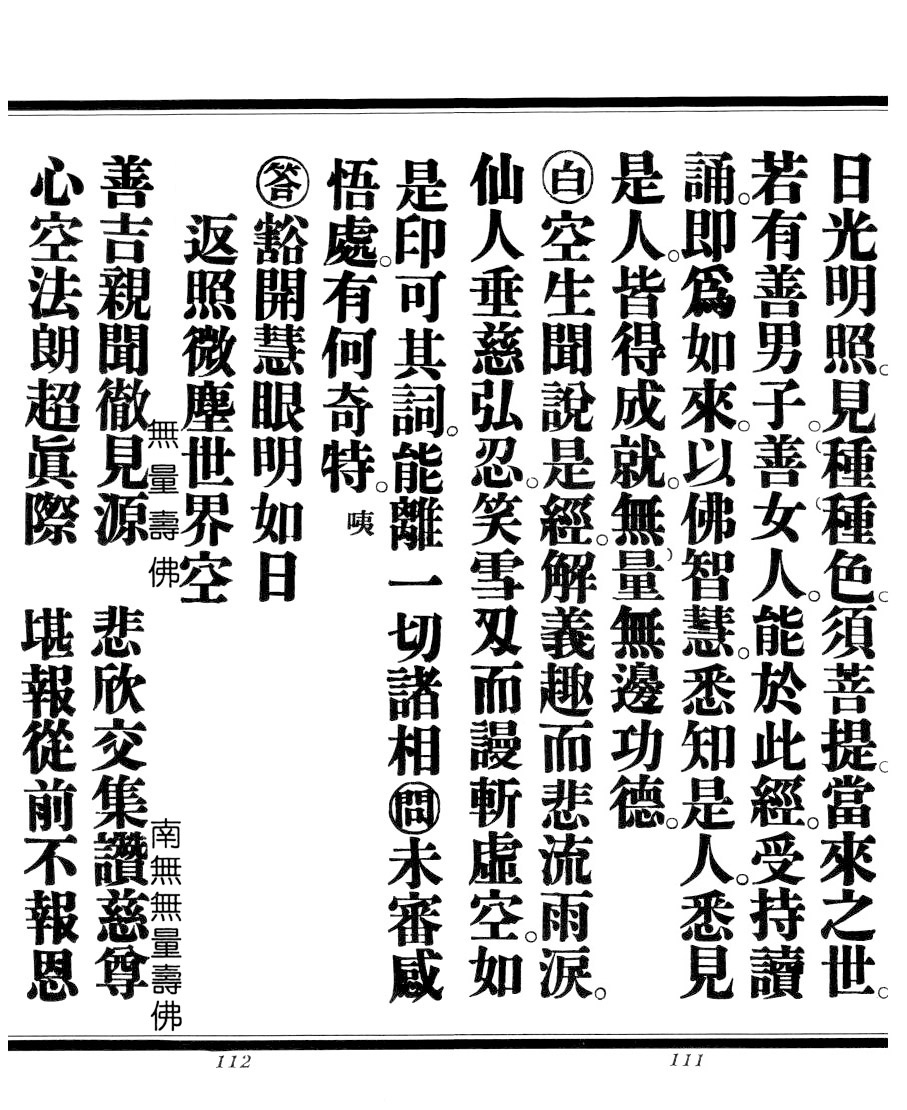 日光明照。見種種色。須菩提。當來之世。
若有善男子。善女人。能於此經。受持讀
誦。即爲如來。以佛智慧。悉知是人。悉見
是人。皆得成就。無量無邊功德。
白空生聞說是經。解義趣而悲流雨淚。
仙人垂慈弘忍。笑雪刄而謾斬虛空。如
是印可其詞。能離一切諸相問未審感
悟處。有何奇特。咦
答豁開慧眼明如日
返照微塵世界空
無量壽佛
南無無量壽佛
善吉親聞徹見源 悲欣交集讚慈尊
心空法朗超眞際 堪報從前不報恩
111
112